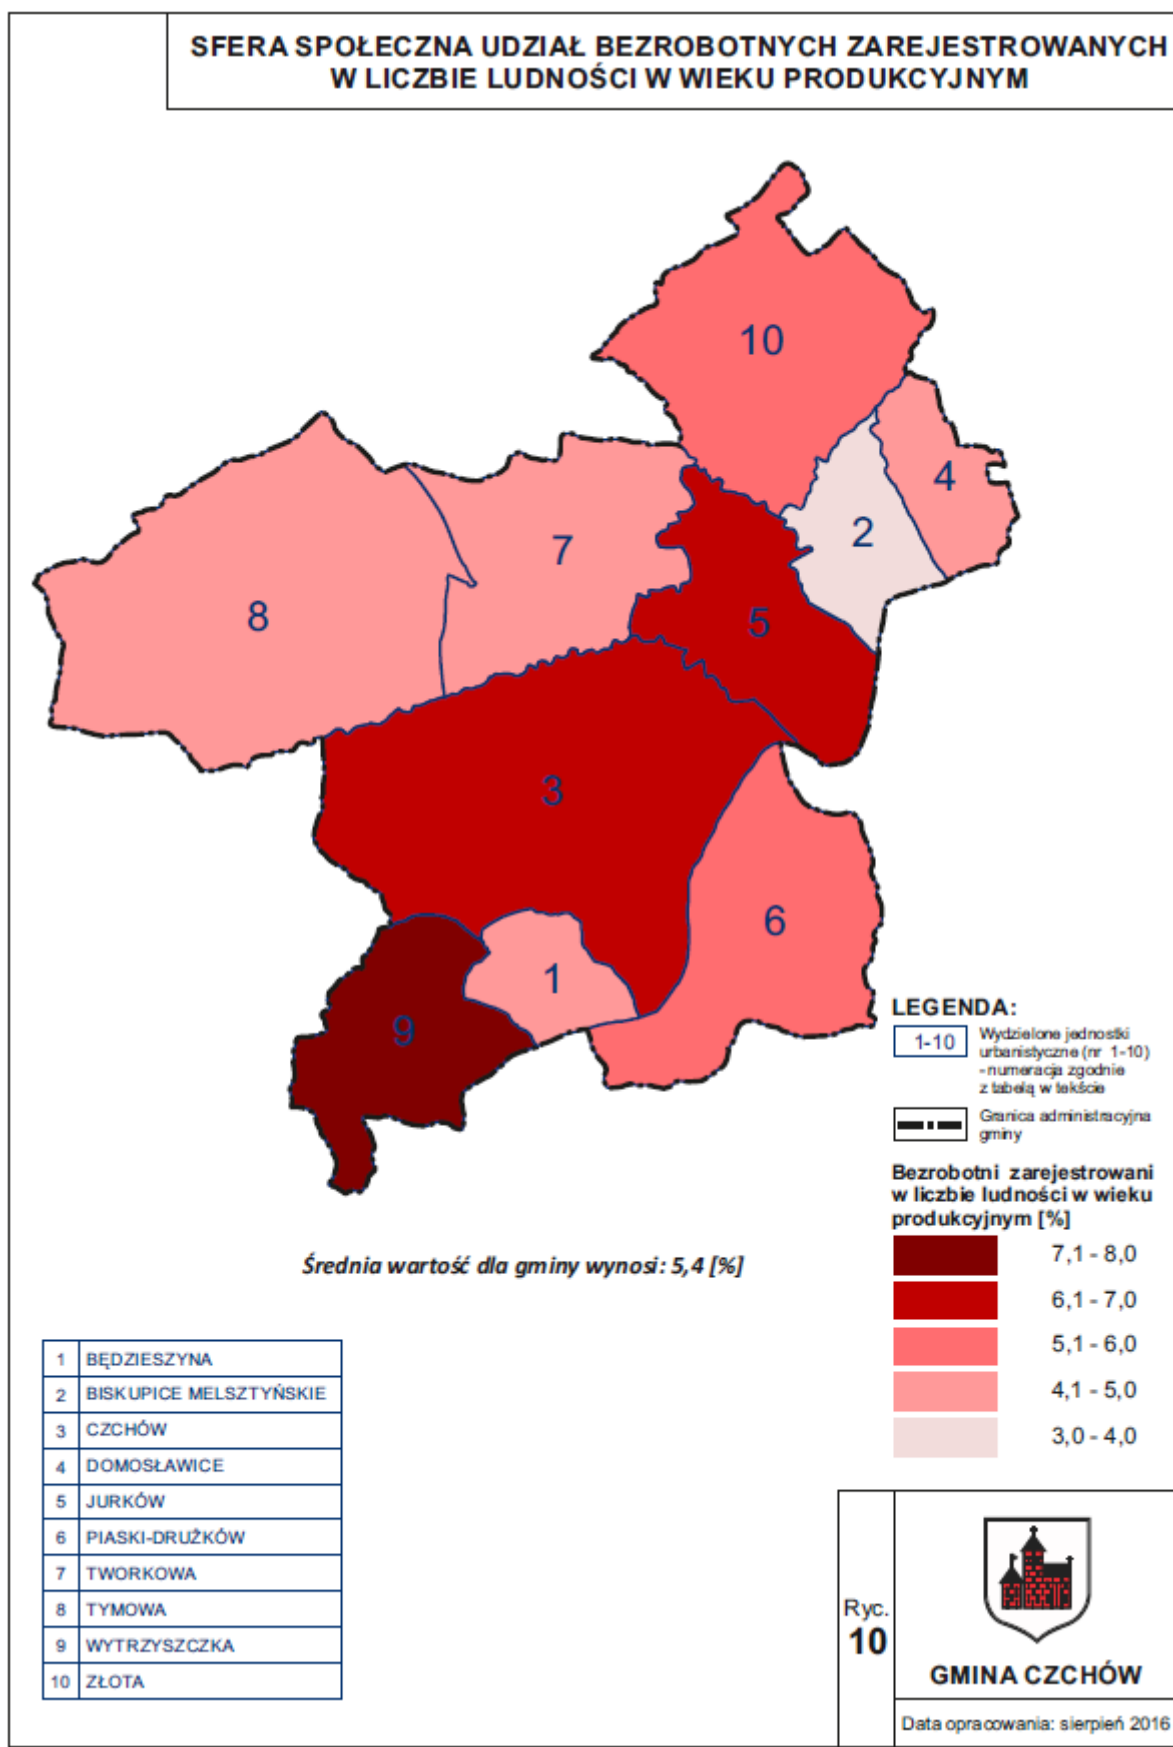 SFERA SPOŁECZNA UDZIAŁ BEZROBOTNYCH ZAREJESTROWANYCH
W LICZBIE LUDNOŚCI W WIEKU PRODUKCYJNYM
10
4
2
7
8
5
3
6
1
9
LEGENDA:
1-10
Wydzielone jednostki
urbanistyczne (nr 1-10)
- numeracja zgodnie
z tabelą w tekście
Granica administracyjna
gminy
Bezrobotni zarejestrowani
w liczbie ludności w wieku
produkcyjnym [%]
7,1 - 8,0
6,1 - 7,0
5,1 - 6,0
4,1 - 5,0
3,0 - 4,0
Średnia wartość dla gminy wynosi: 5,4 [%]
1 BĘDZIESZYNA
2 BISKUPICE MELSZTYŃSKIE
3 CZCHÓW
4 DOMOSŁAWICE
5 JURKÓW
6 PIASKI-DRUŻKÓW
7 TWORKOWA
8 TYMOWA
9 WYTRZYSZCZKA
10 ZŁOTA
Ryc.
10
GMINA CZCHÓW
Data opracowania: sierpień 2016